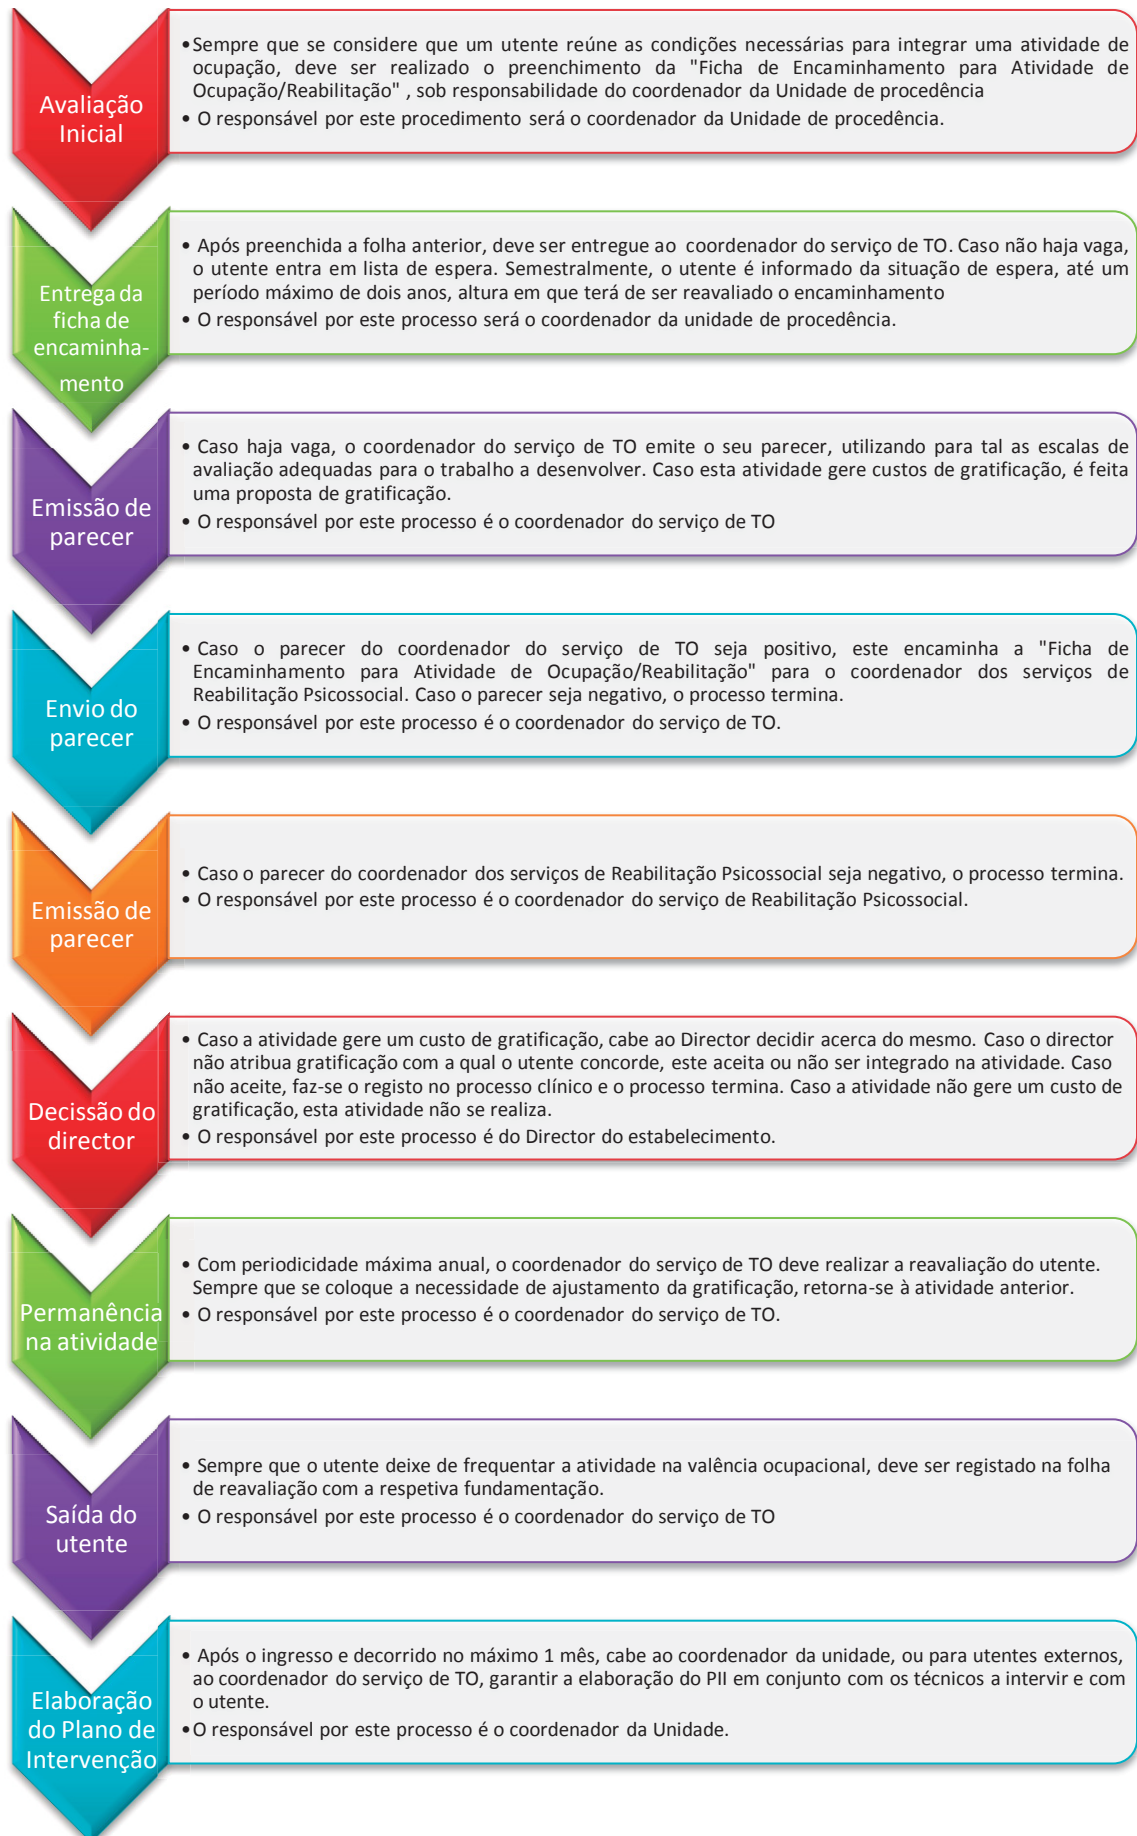 Avaliação
Inicial
•Sempre que se considere que um utente reúne as condições necessárias para integrar uma atividade de
ocupação, deve ser realizado o preenchimento da "Ficha de Encaminhamento para Atividade de
Ocupação/Reabilitação" , sob responsabilidade do coordenador da Unidade de procedência
• O responsável por este procedimento será o coordenador da Unidade de procedência.
Entrega da
ficha de
encaminha-
mento
• Após preenchida a folha anterior, deve ser entregue ao coordenador do serviço de TO. Caso não haja vaga,
o utente entra em lista de espera. Semestralmente, o utente é informado da situação de espera, até um
período máximo de dois anos, altura em que terá de ser reavaliado o encaminhamento
• O responsável por este processo será o coordenador da unidade de procedência.
Emissão de
parecer
• Caso haja vaga, o coordenador do serviço de TO emite o seu parecer, utilizando para tal as escalas de
avaliação adequadas para o trabalho a desenvolver. Caso esta atividade gere custos de gratificação, é feita
uma proposta de gratificação.
• O responsável por este processo é o coordenador do serviço de TO
Envio do
parecer
• Caso o parecer do coordenador do serviço de TO seja positivo, este encaminha a "Ficha de
Encaminhamento para Atividade de Ocupação/Reabilitação" para o coordenador dos serviços de
Reabilitação Psicossocial. Caso o parecer seja negativo, o processo termina.
• O responsável por este processo é o coordenador do serviço de TO.
Emissão de
parecer
• Caso o parecer do coordenador dos serviços de Reabilitação Psicossocial seja negativo, o processo termina.
• O responsável por este processo é o coordenador do serviço de Reabilitação Psicossocial.
Decissão do
director
• Caso a atividade gere um custo de gratificação, cabe ao Director decidir acerca do mesmo. Caso o director
não atribua gratificação com a qual o utente concorde, este aceita ou não ser integrado na atividade. Caso
não aceite, faz-se o registo no processo clínico e o processo termina. Caso a atividade não gere um custo de
gratificação, esta atividade não se realiza.
• O responsável por este processo é do Director do estabelecimento.
Permanência
na atividade
• Com periodicidade máxima anual, o coordenador do serviço de TO deve realizar a reavaliação do utente.
Sempre que se coloque a necessidade de ajustamento da gratificação, retorna-se à atividade anterior.
• O responsável por este processo é o coordenador do serviço de TO.
Saída do
utente
• Sempre que o utente deixe de frequentar a atividade na valência ocupacional, deve ser registado na folha
de reavaliação com a respetiva fundamentação.
• O responsável por este processo é o coordenador do serviço de TO
Elaboração
do Plano de
Intervenção
• Após o ingresso e decorrido no máximo 1 mês, cabe ao coordenador da unidade, ou para utentes externos,
ao coordenador do serviço de TO, garantir a elaboração do PII em conjunto com os técnicos a intervir e com
o utente.
•O responsável por este processo é o coordenador da Unidade.